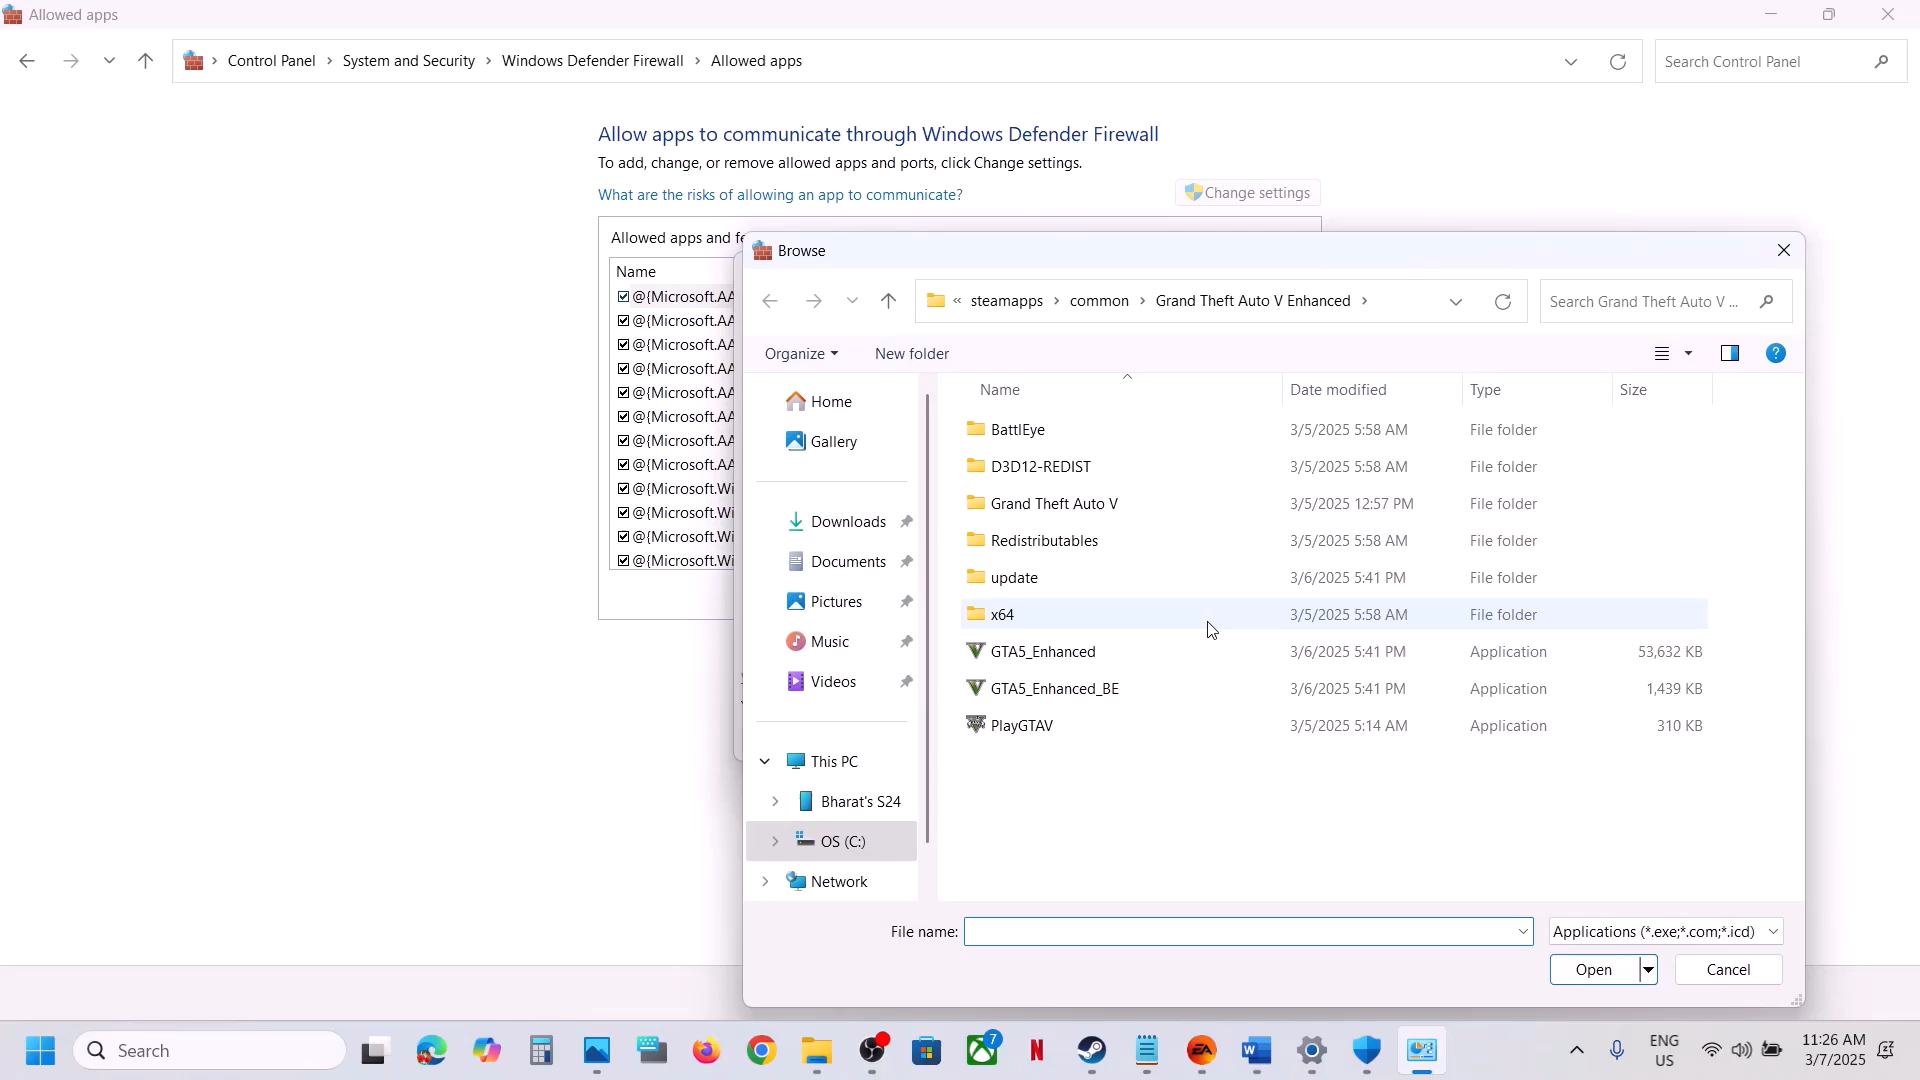 Allowed apps
Control Panel > System and Security > Windows Defender Firewall > Allowed apps
Search Control Panel
Allow apps to communicate through Windows Defender Firewall
To add, change, or remove allowed apps and ports, click Change settings.
What are the risks of allowing an app to communicate?
Change settings
Allowed apps and fe
Name
@{Microsoft.AA
@{Microsoft.AA
@{Microsoft.AA
@{Microsoft.AA
@{Microsoft.AA
@{Microsoft.AA
@{Microsoft.AA
@{Microsoft.AA
@{Microsoft.Wi
@{Microsoft.Wi
@{Microsoft.Wi
@{Microsoft.Wi
Browse
« steamapps > common > Grand Theft Auto V Enhanced >
Search Grand Theft Auto V ...
Organize
New folder
Home
Gallery
Downloads
Documents
Pictures
Music
Videos
This PC
Bharat's S24
OS (C:)
Network
Name Date modified Type Size
BattlEye 3/5/2025 5:58 AM File folder
D3D12-REDIST 3/5/2025 5:58 AM File folder
Grand Theft Auto V 3/5/2025 12:57 PM File folder
Redistributables 3/5/2025 5:58 AM File folder
update 3/6/2025 5:41 PM File folder
x64 3/5/2025 5:58 AM File folder
GTA5_Enhanced 3/6/2025 5:41 PM Application 53,632 KB
GTA5_Enhanced_BE 3/6/2025 5:41 PM Application 1,439 KB
PlayGTAV 3/5/2025 5:14 AM Application 310 KB
File name:
Applications (*.exe;*.com;*.icd)
Open
Cancel
Search
7
ENG
US
11:26 AM
3/7/2025